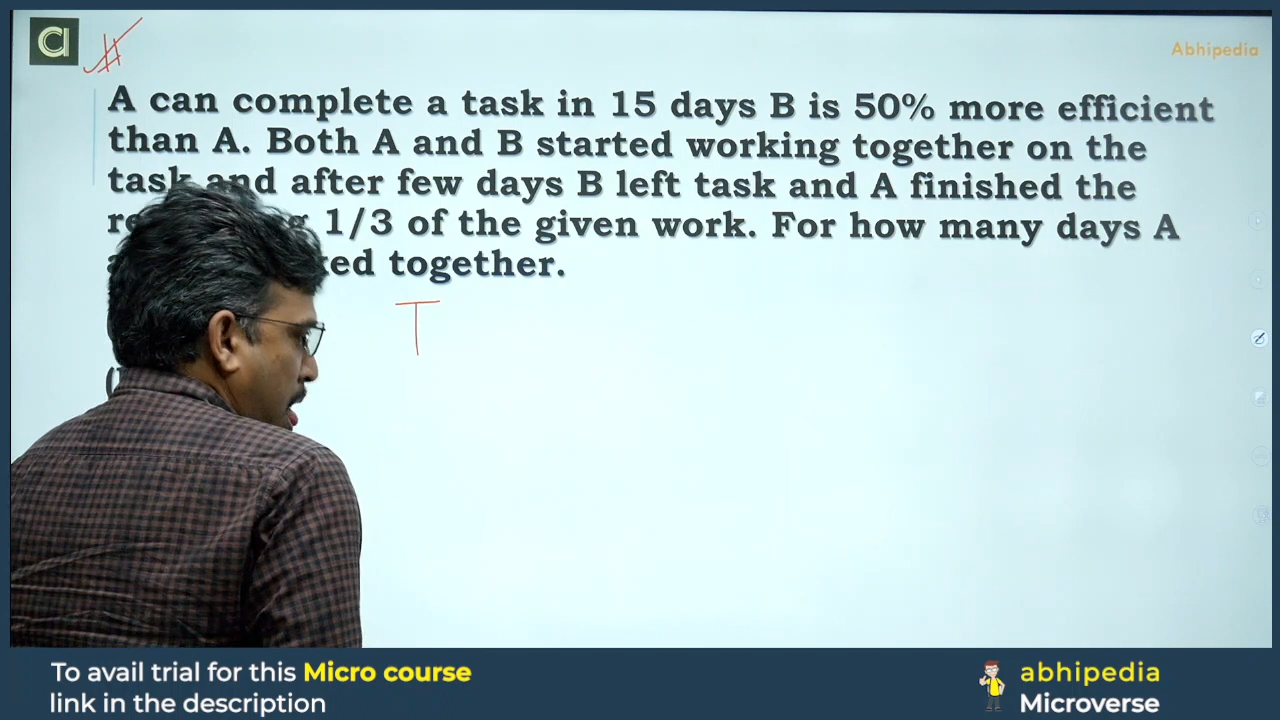 Abhipedia
A can complete a task in 15 days B is 50% more efficient
than A. Both A and B started working together on the
task and after few days B left task and A finished the
1/3 of the given work. For how many days A
together.
T
To avail trial for this Micro course
link in the description
abhipedia
Microverse